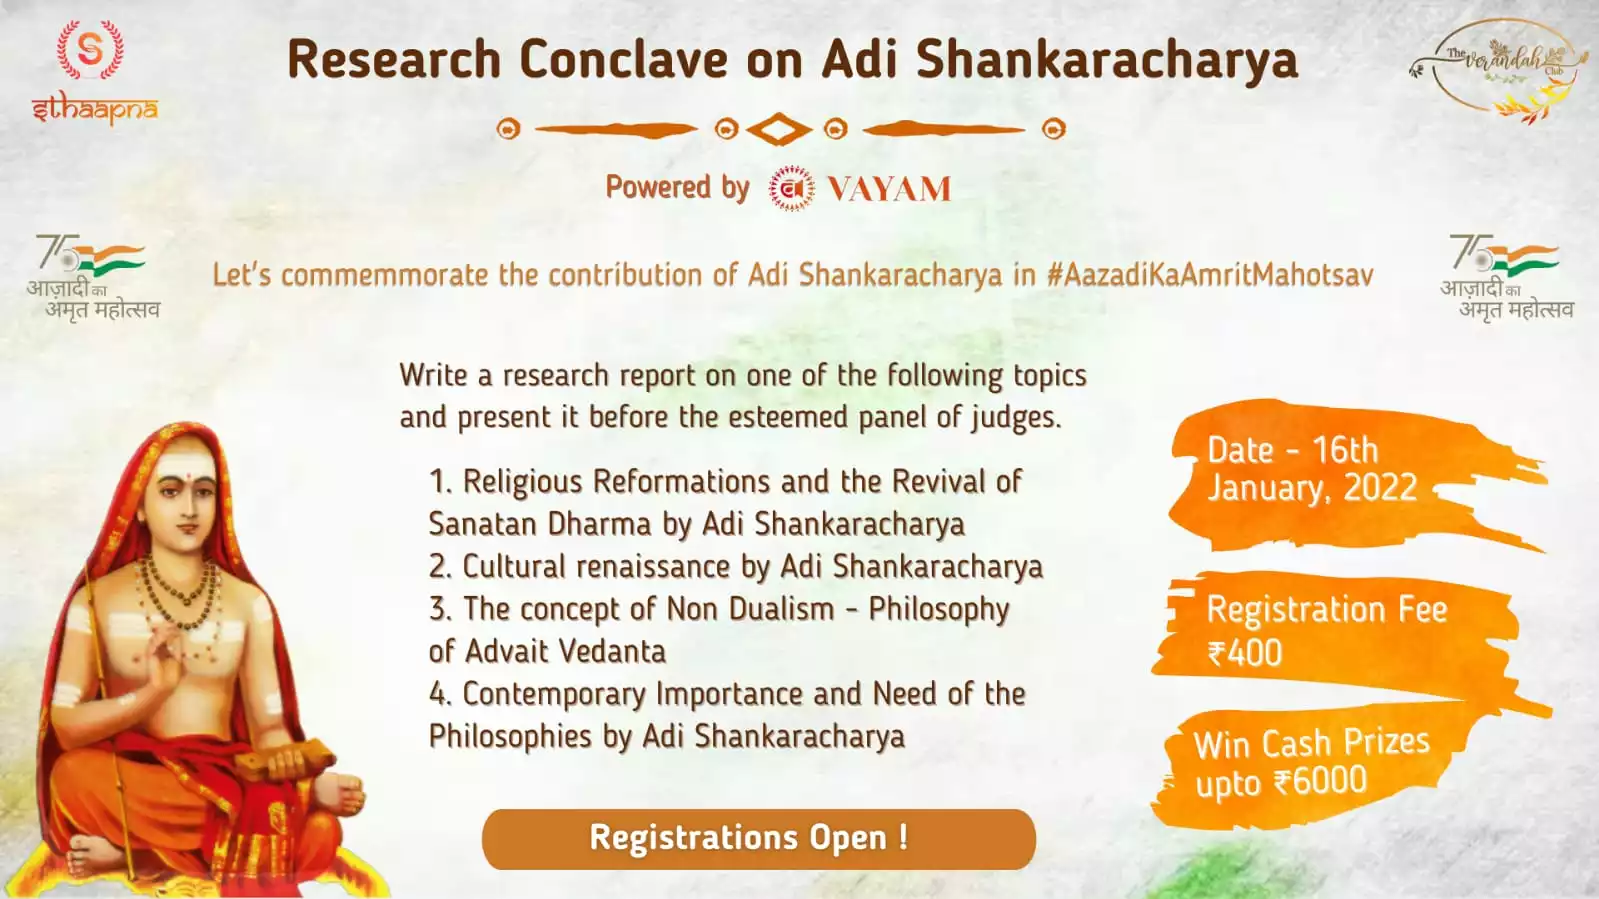 Research Conclave on Adi Shankaracharya
S
sthaapna
The
Verandah
Club
Powered by VAYAM
75
आज़ादी का
अमृत महोत्सव
Let's commemmorate the contribution of Adi Shankaracharya in #AazadiKaAmritMahotsav
75
आज़ादी का
अमृत महोत्सव
Write a research report on one of the following topics
and present it before the esteemed panel of judges.
1. Religious Reformations and the Revival of
Sanatan Dharma by Adi Shankaracharya
2. Cultural renaissance by Adi Shankaracharya
3. The concept of Non Dualism - Philosophy
of Advait Vedanta
4. Contemporary Importance and Need of the
Philosophies by Adi Shankaracharya
Date - 16th
January, 2022
Registration Fee
₹400
Win Cash Prizes
upto ₹6000
Registrations Open !